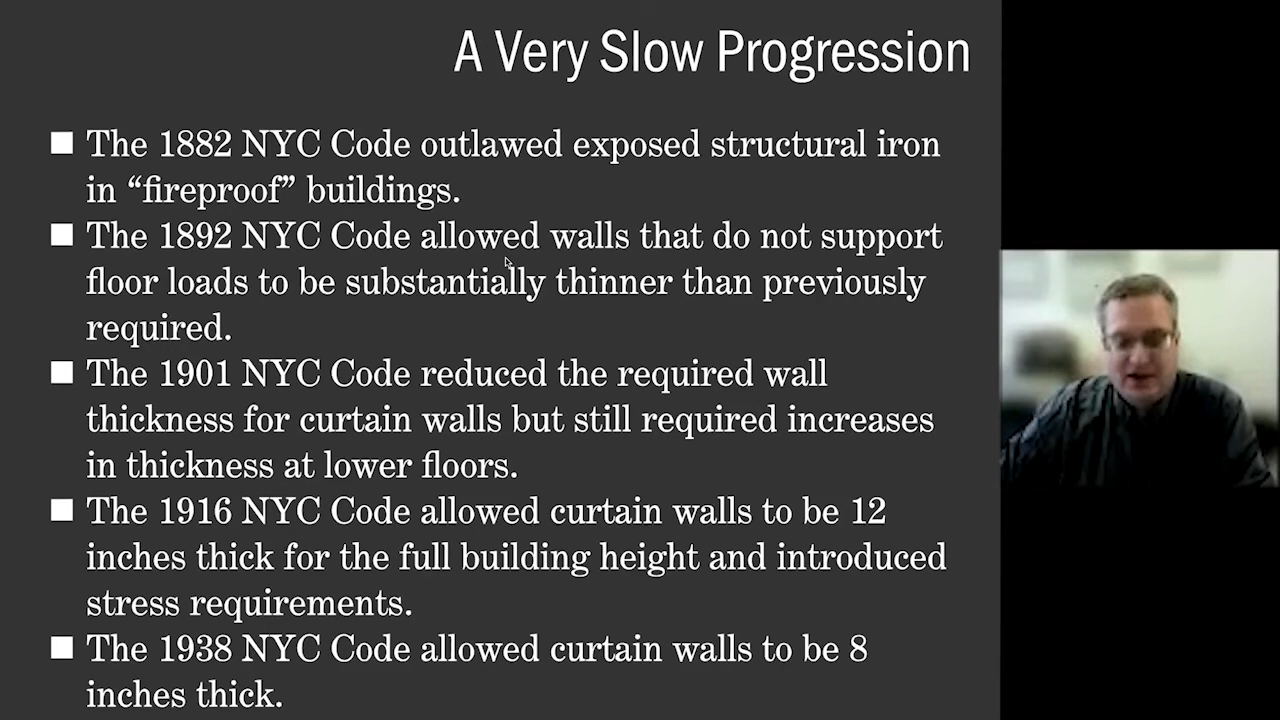 A Very Slow Progression
■ The 1882 NYC Code outlawed exposed structural iron
in “fireproof” buildings.
■ The 1892 NYC Code allowed walls that do not support
floor loads to be substantially thinner than previously
required.
■ The 1901 NYC Code reduced the required wall
thickness for curtain walls but still required increases
in thickness at lower floors.
■ The 1916 NYC Code allowed curtain walls to be 12
inches thick for the full building height and introduced
stress requirements.
■ The 1938 NYC Code allowed curtain walls to be 8
inches thick.